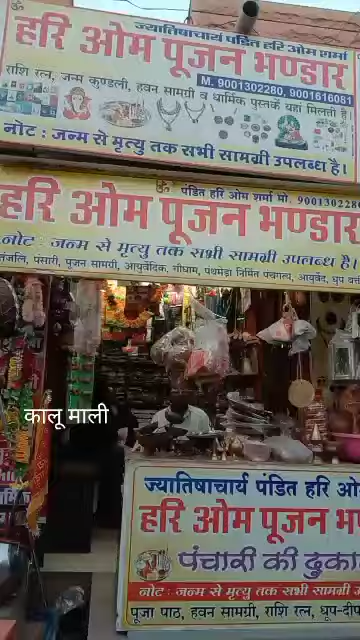 ॐ
ज्यातिषाचार्य पंडित हरि ओम शर्मा
हरि ओम पूजन भण्डार
M. 9001302280, 9001616081
राशि रत्न, जन्म कुण्डली, हवन सामग्री व धार्मिक पुस्तकें यहां मिलती है।
नोट : जन्म से मृत्यु तक सभी सामग्री उपलब्ध है।
ॐ पंडित हरि ओम शर्मा मो. 900130228
हरि ओम पूजन भण्डार
नोट : जन्म से मृत्यु तक सभी सामग्री उपलब्ध है।
पंसारी, पूजन सामग्री, आयुर्वेदिक, गौधाम, पंथमेड़ा निर्मित पंचगव्य, आयुर्वेद, धुप
कालू माली
ज्यातिषाचार्य पंडित हरि ओ
हरि ओम पूजन भ
पंचारी की दुका
नोट : जन्म से मृत्यु तक सभी सामग्री
पूजा पाठ, हवन सामग्री, राशि रत्न, धूप-दीप